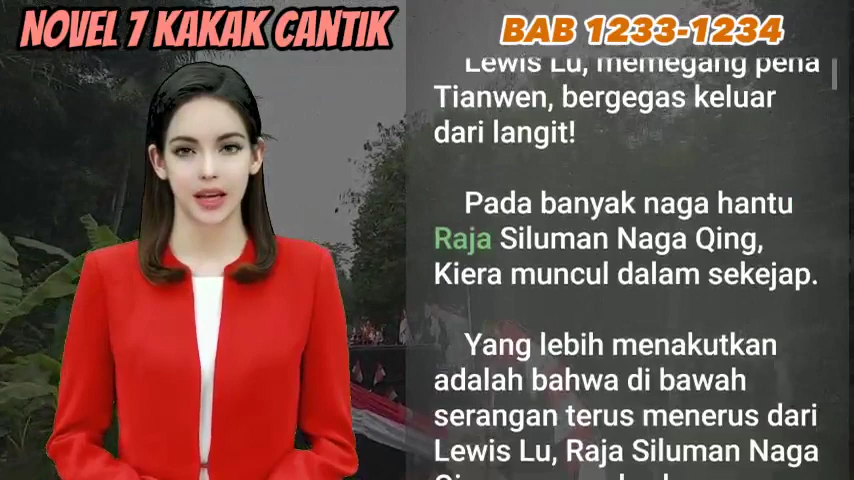 NOVEL 7 KAKAK CANTIK
BAB 1233-1234
Lewis Lu, memegang pena
Tianwen, bergegas keluar
dari langit!
Pada banyak naga hantu
Raja Siluman Naga Qing,
Kiera muncul dalam sekejap.
Yang lebih menakutkan
adalah bahwa di bawah
serangan terus menerus dari
Lewis Lu, Raja Siluman Naga